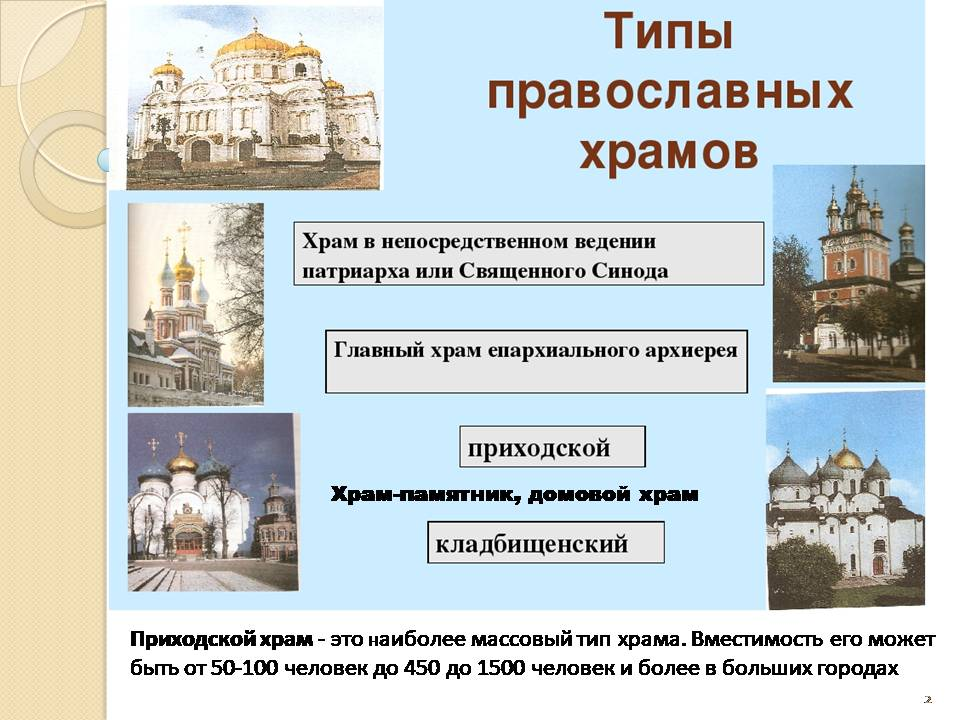 Типы
православных
храмов
Храм в непосредственном ведении
патриарха или Священного Синода
Главный храм епархиального архиерея
приходской
Храм-памятник, домовой храм
кладбищенский
Приходской храм - это наиболее массовый тип храма. Вместимость его может
быть от 50-100 человек до 450 до 1500 человек и более в больших городах
2